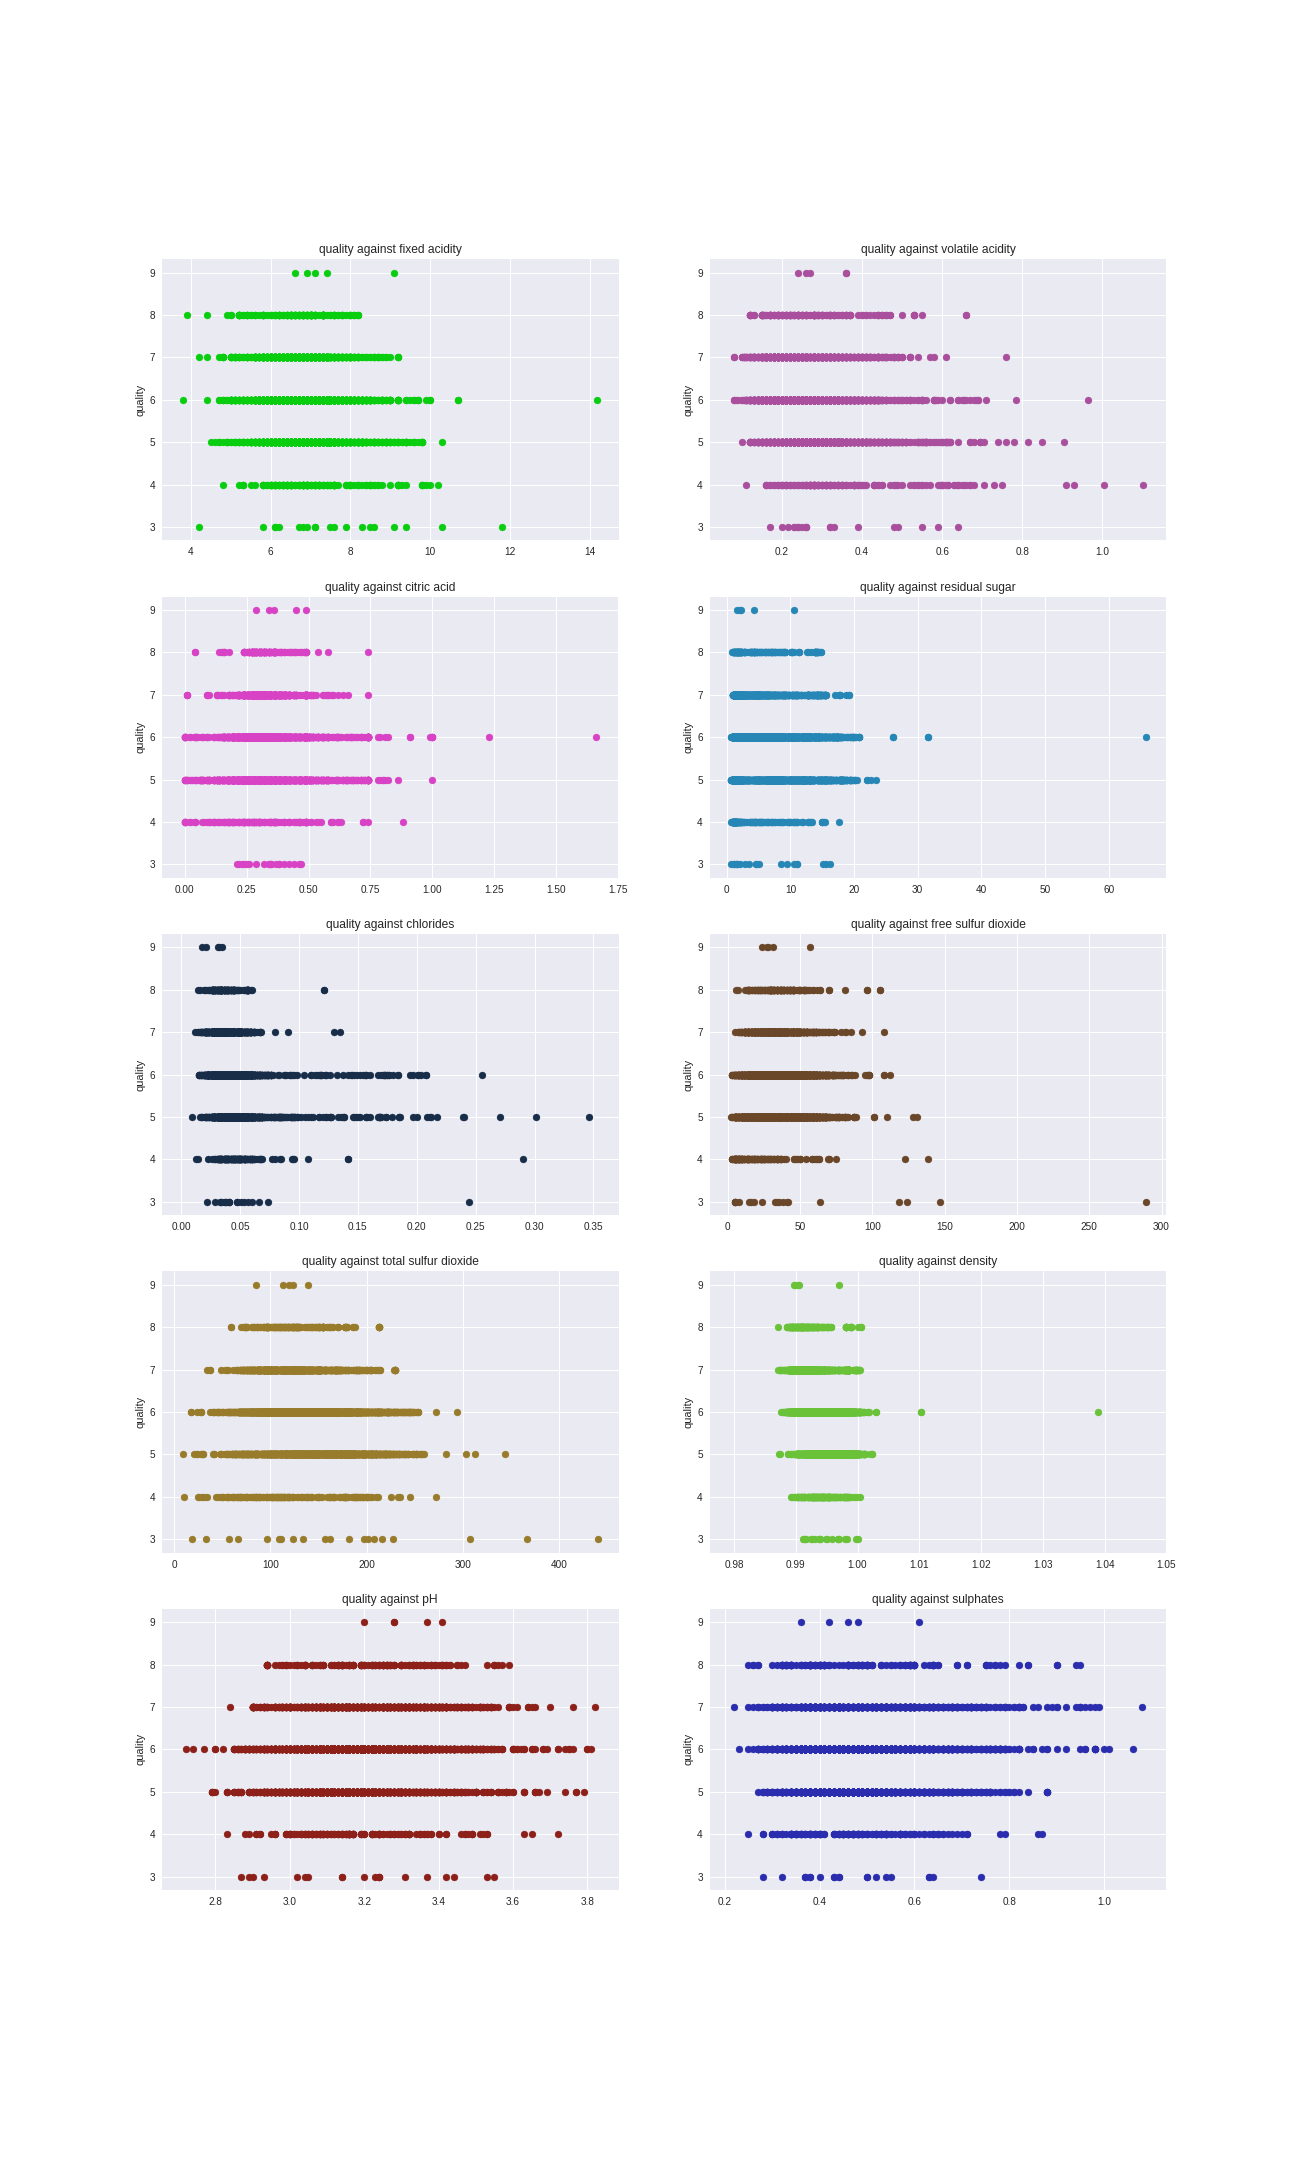 quality against fixed acidity
quality
9
8
7
6
5
4
3
4 6 8 10 12 14
quality against volatile acidity
quality
9
8
7
6
5
4
3
0.2 0.4 0.6 0.8 1.0
quality against citric acid
quality
9
8
7
6
5
4
3
0.00 0.25 0.50 0.75 1.00 1.25 1.50 1.75
quality against residual sugar
quality
9
8
7
6
5
4
3
0 10 20 30 40 50 60
quality against chlorides
quality
9
8
7
6
5
4
3
0.00 0.05 0.10 0.15 0.20 0.25 0.30 0.35
quality against free sulfur dioxide
quality
9
8
7
6
5
4
3
0 50 100 150 200 250 300
quality against total sulfur dioxide
quality
9
8
7
6
5
4
3
0 100 200 300 400
quality against density
quality
9
8
7
6
5
4
3
0.98 0.99 1.00 1.01 1.02 1.03 1.04 1.05
quality against pH
quality
9
8
7
6
5
4
3
2.8 3.0 3.2 3.4 3.6 3.8
quality against sulphates
quality
9
8
7
6
5
4
3
0.2 0.4 0.6 0.8 1.0